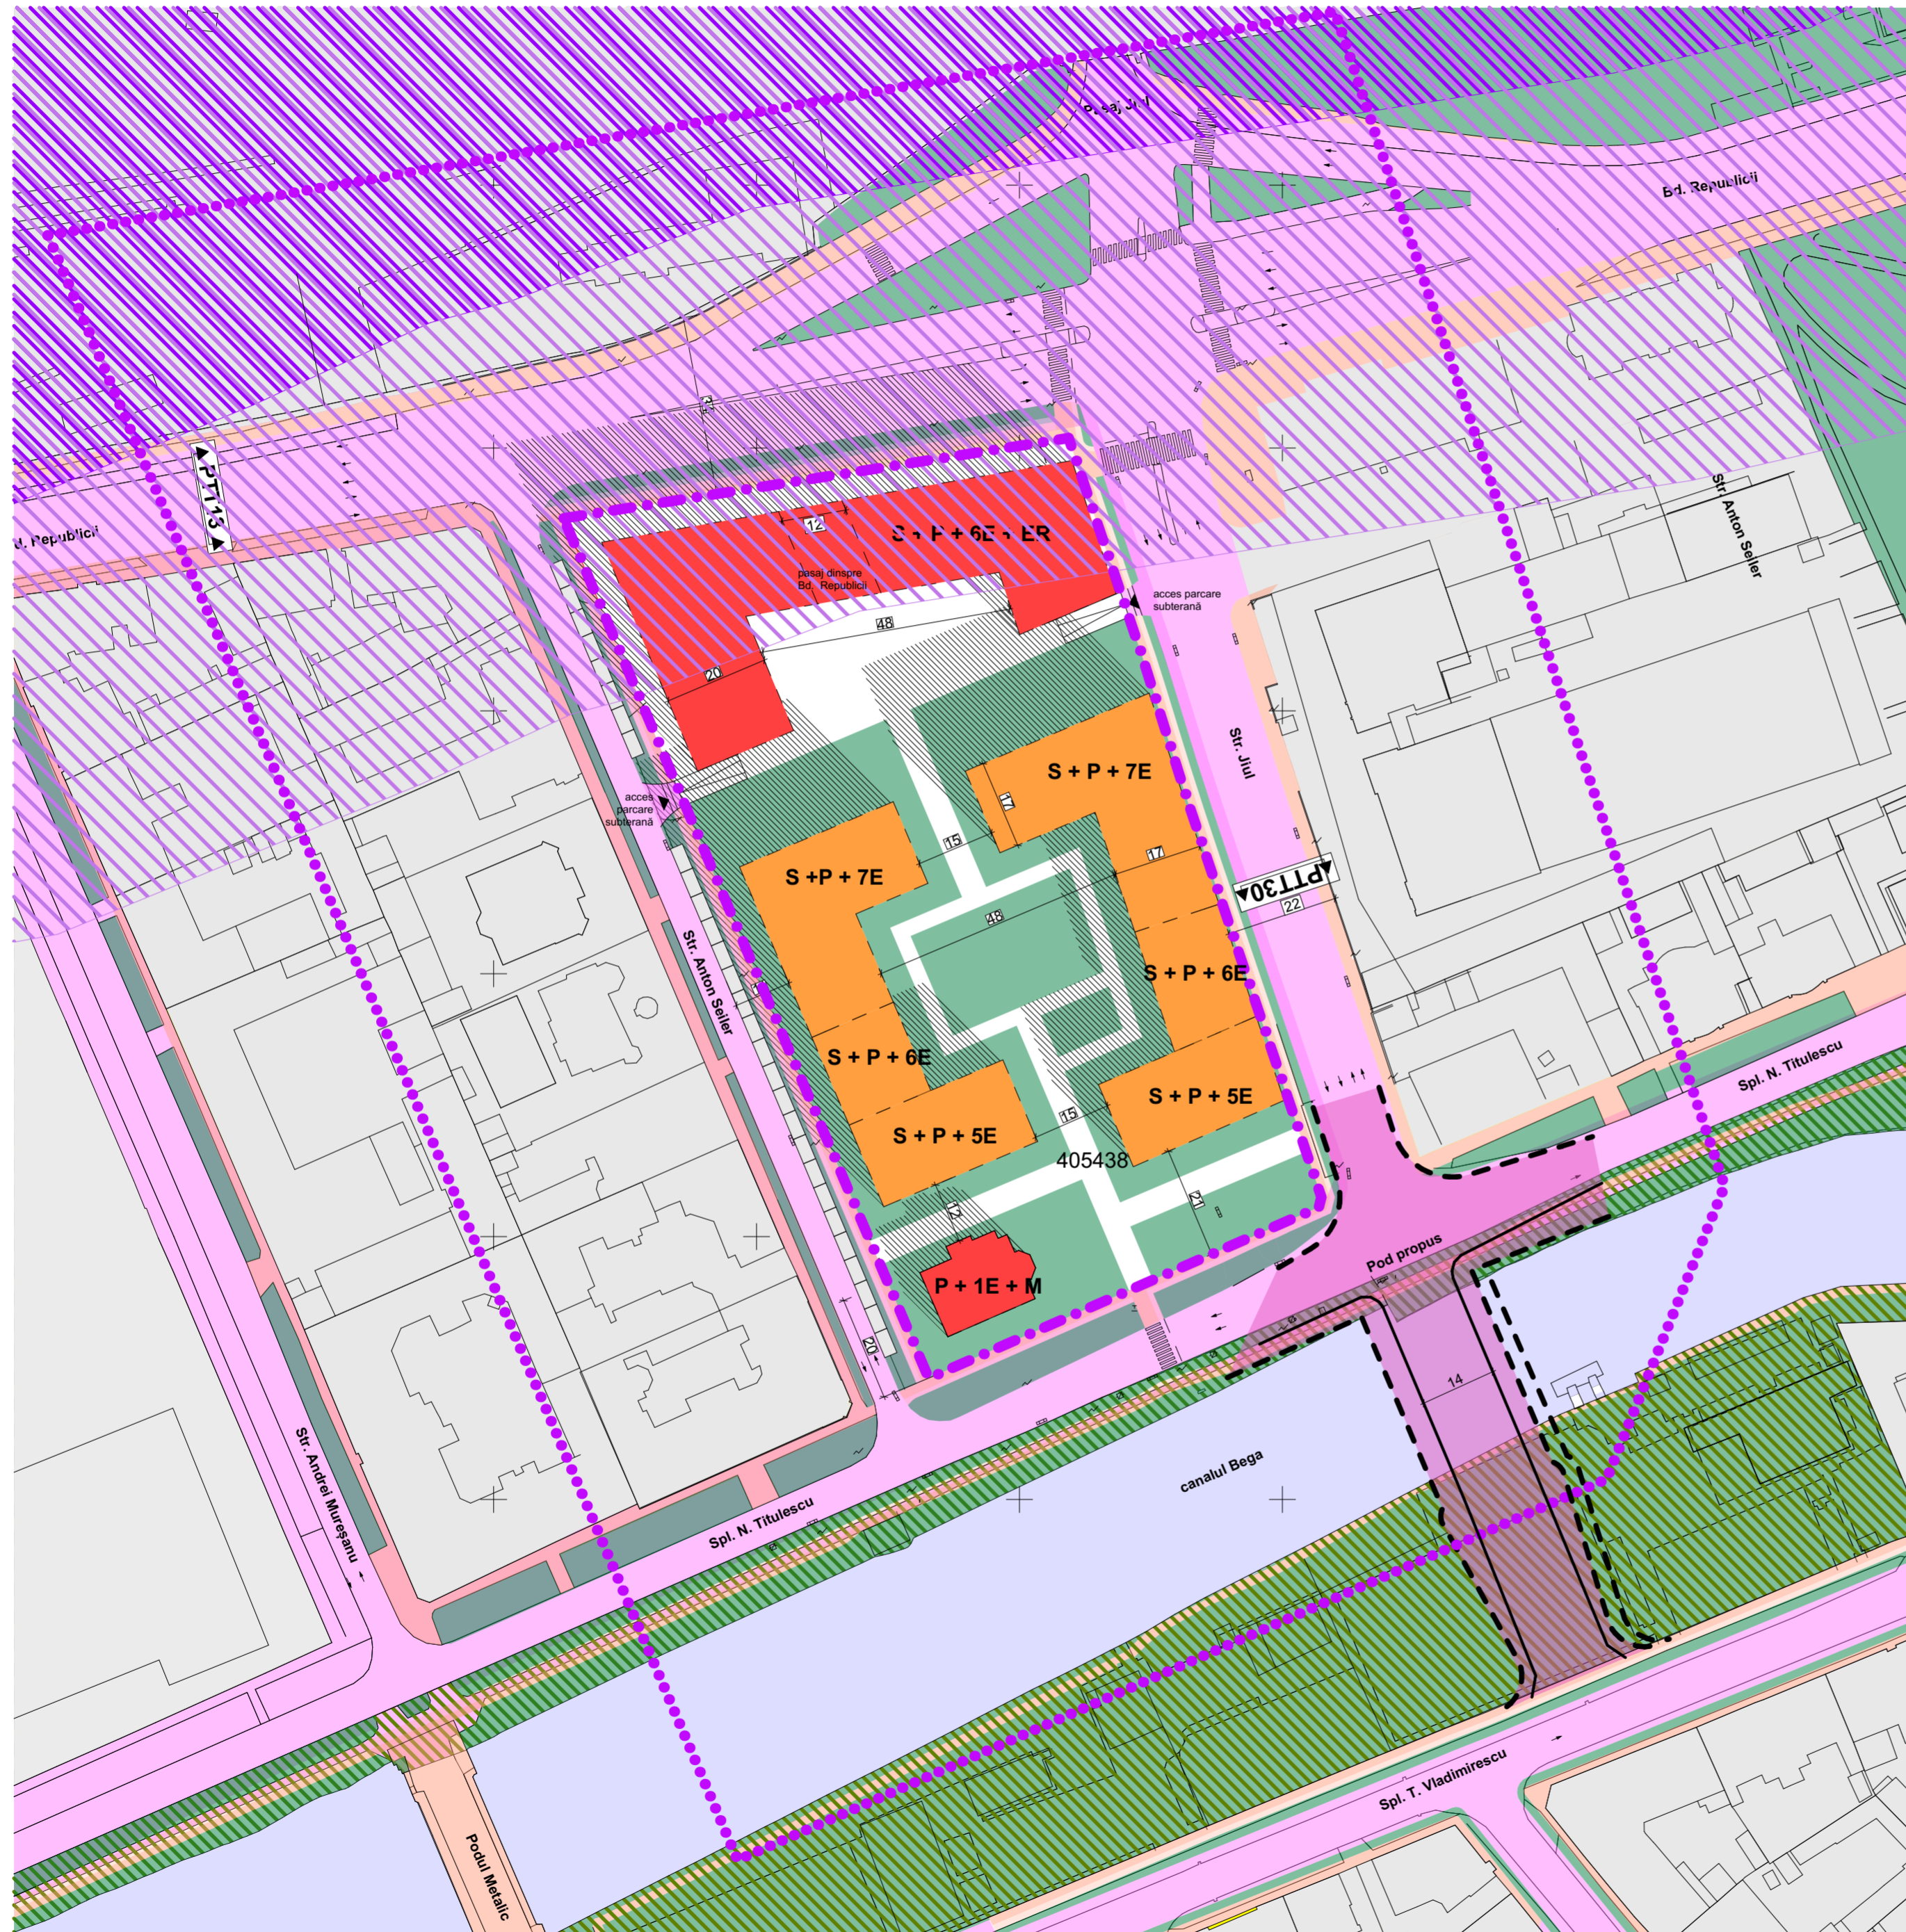 Pasaj Jiul
Bd. Republicii
PTT13
Bd. Republicii
12
S + P + 6E + ER
pasaj dinspre
Bd. Republicii
acces parcare
subterană
Str. Anton Seiler
48
20
Str. Jiul
S + P + 7E
17
acces
parcare
subterană
15
17
S +P + 7E
PTT30
22
48
Str. Anton Seiler
S + P + 6E
S + P + 6E
S + P + 5E
15
S + P + 5E
405438
Spl. N. Titulescu
12
21
Pod propus
P + 1E + M
20
14
canalul Bega
Str. Andrei Mureșanu
Spl. N. Titulescu
Spl. T. Vladimirescu
Podul Metalic